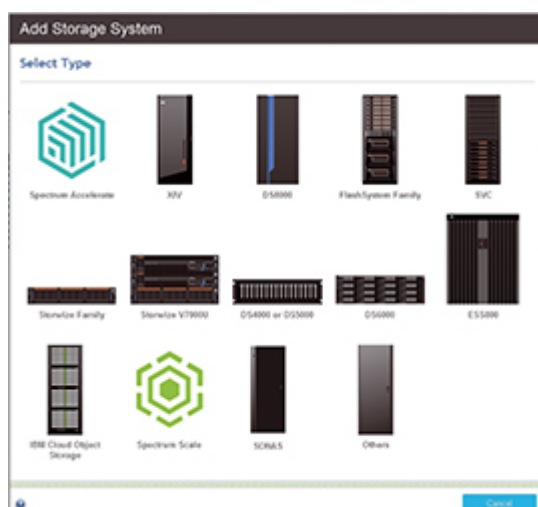 Add Storage System
Select Type
Spectrum Accelerate
XIV
DS8000
FlashSystem Family
SVC
Storwize Family
Storwize V7000U
DS4000 or DS5000
DS6000
ESS800
IBM Cloud Object
Storage
Spectrum Scale
SONAS
Others
Cancel